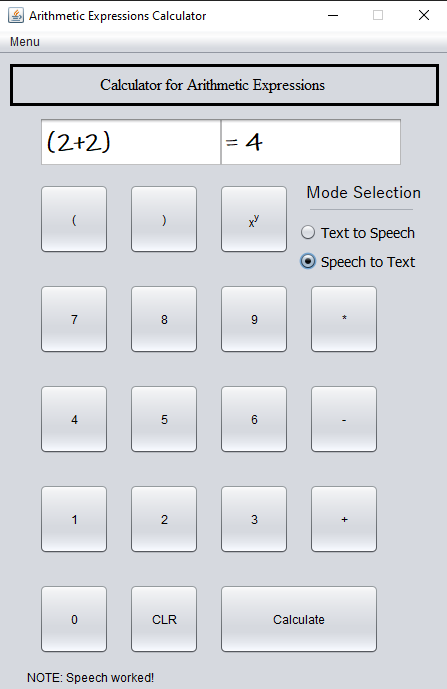 Arithmetic Expressions Calculator
Menu
Calculator for Arithmetic Expressions
(2+2) = 4
Mode Selection
( ) xʸ
Text to Speech
Speech to Text
7 8 9 *
4 5 6 -
1 2 3 +
0 CLR Calculate
NOTE: Speech worked!